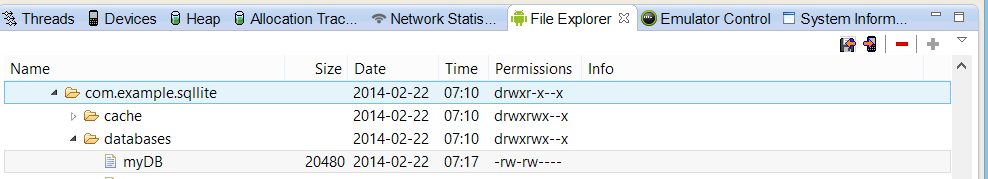 Threads Devices Heap Allocation Trac... Network Statis... File Explorer Emulator Control System Inform...
Name Size Date Time Permissions Info
com.example.sqllite 2014-02-22 07:10 drwxr-x--x
cache 2014-02-22 07:10 drwxrwx--x
databases 2014-02-22 07:10 drwxrwx--x
myDB 20480 2014-02-22 07:17 -rw-rw----